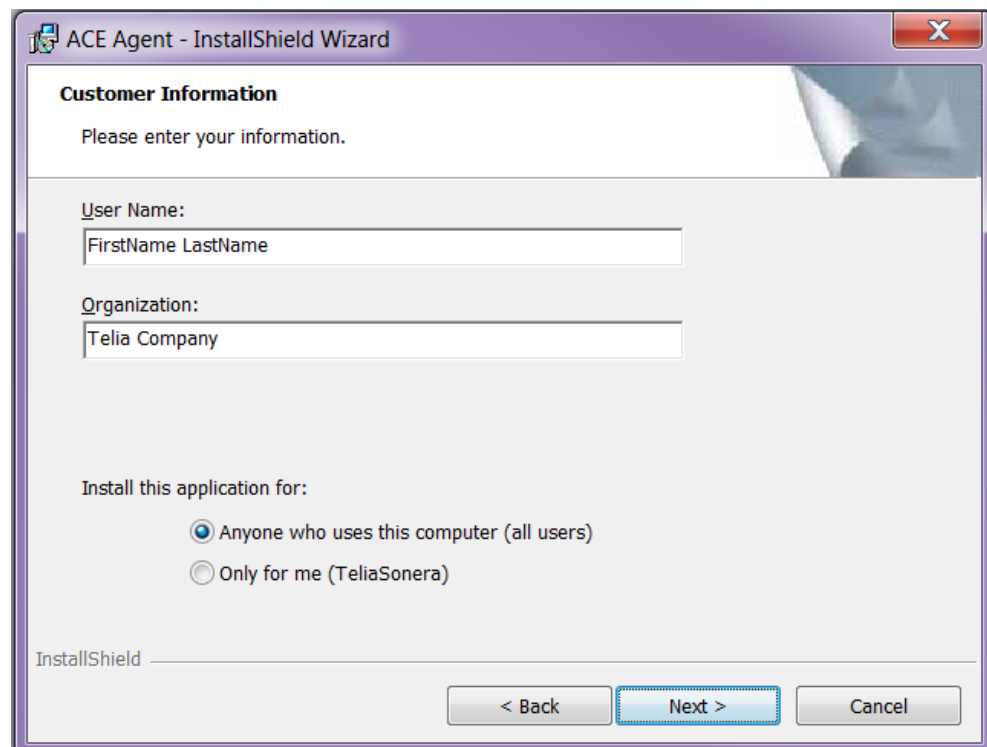 ACE Agent - InstallShield Wizard
X
Customer Information
Please enter your information.
User Name:
FirstName LastName
Organization:
Telia Company
Install this application for:
Anyone who uses this computer (all users)
Only for me (TeliaSonera)
InstallShield
< Back Next > Cancel